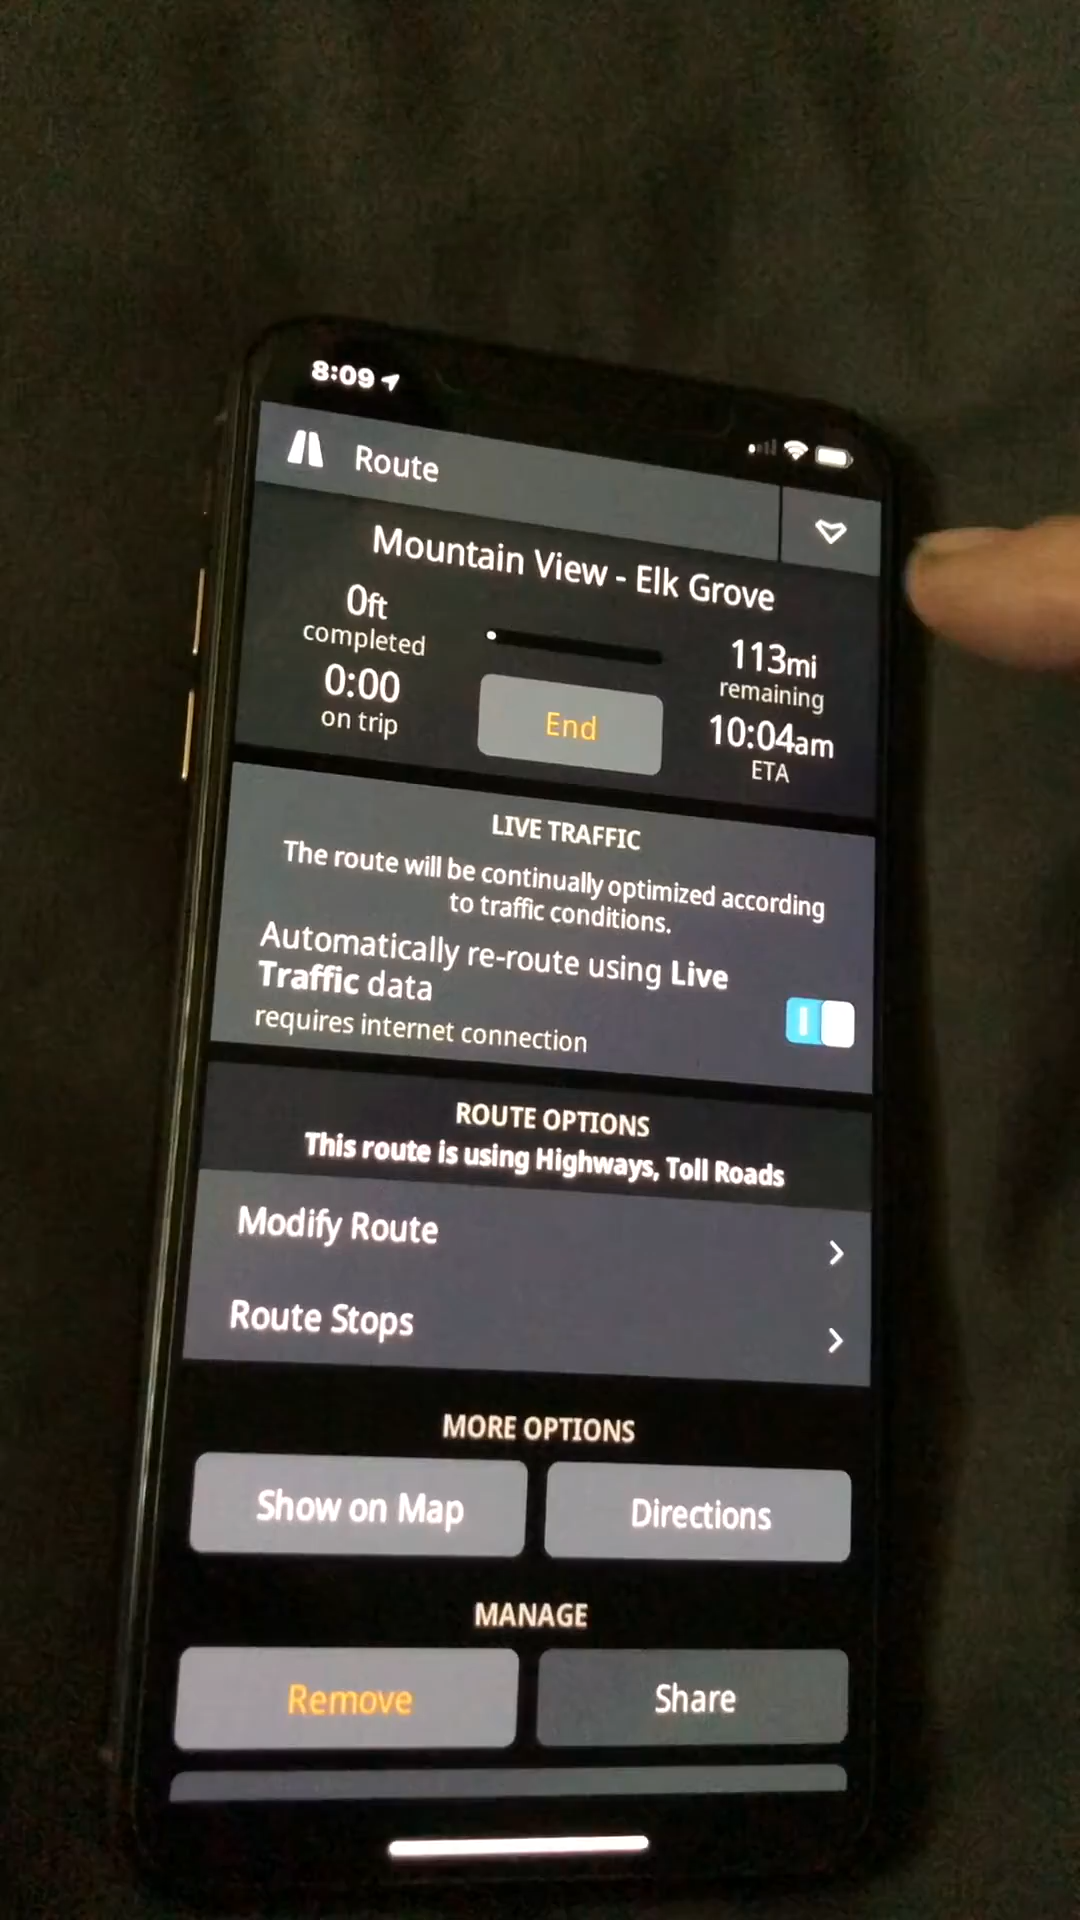 8:09
Route
Mountain View - Elk Grove
0ft
completed
0:00
on trip
End
113mi
remaining
10:04am
ETA
LIVE TRAFFIC
The route will be continually optimized according
to traffic conditions.
Automatically re-route using Live
Traffic data
requires internet connection
ROUTE OPTIONS
This route is using Highways, Toll Roads
Modify Route
Route Stops
MORE OPTIONS
Show on Map
Directions
MANAGE
Remove
Share